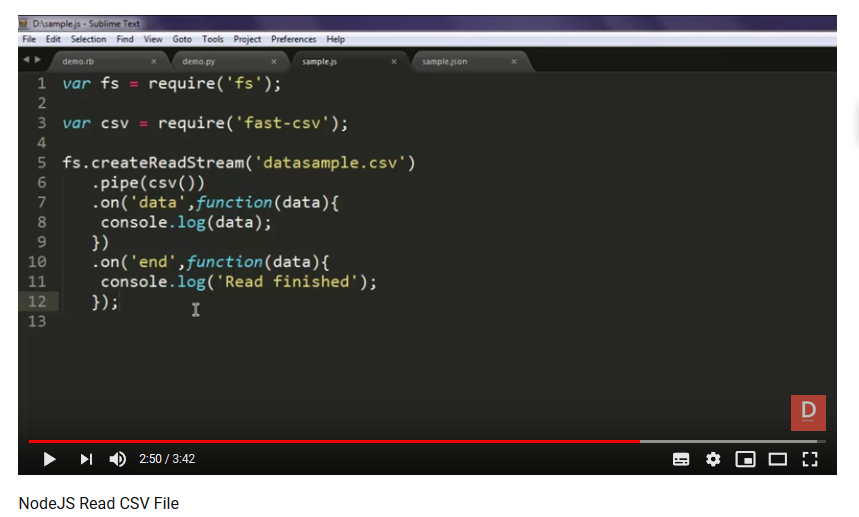 D:\sample.js - Sublime Text
File Edit Selection Find View Goto Tools Project Preferences Help
demo.rb × demo.py × sample.js × sample.json ×
1 var fs = require('fs');
2
3 var csv = require('fast-csv');
4
5 fs.createReadStream('datasample.csv')
6    .pipe(csv())
7    .on('data',function(data){
8     console.log(data);
9    })
10    .on('end',function(data){
11     console.log('Read finished');
12    });
13
D
2:50 / 3:42
NodeJS Read CSV File